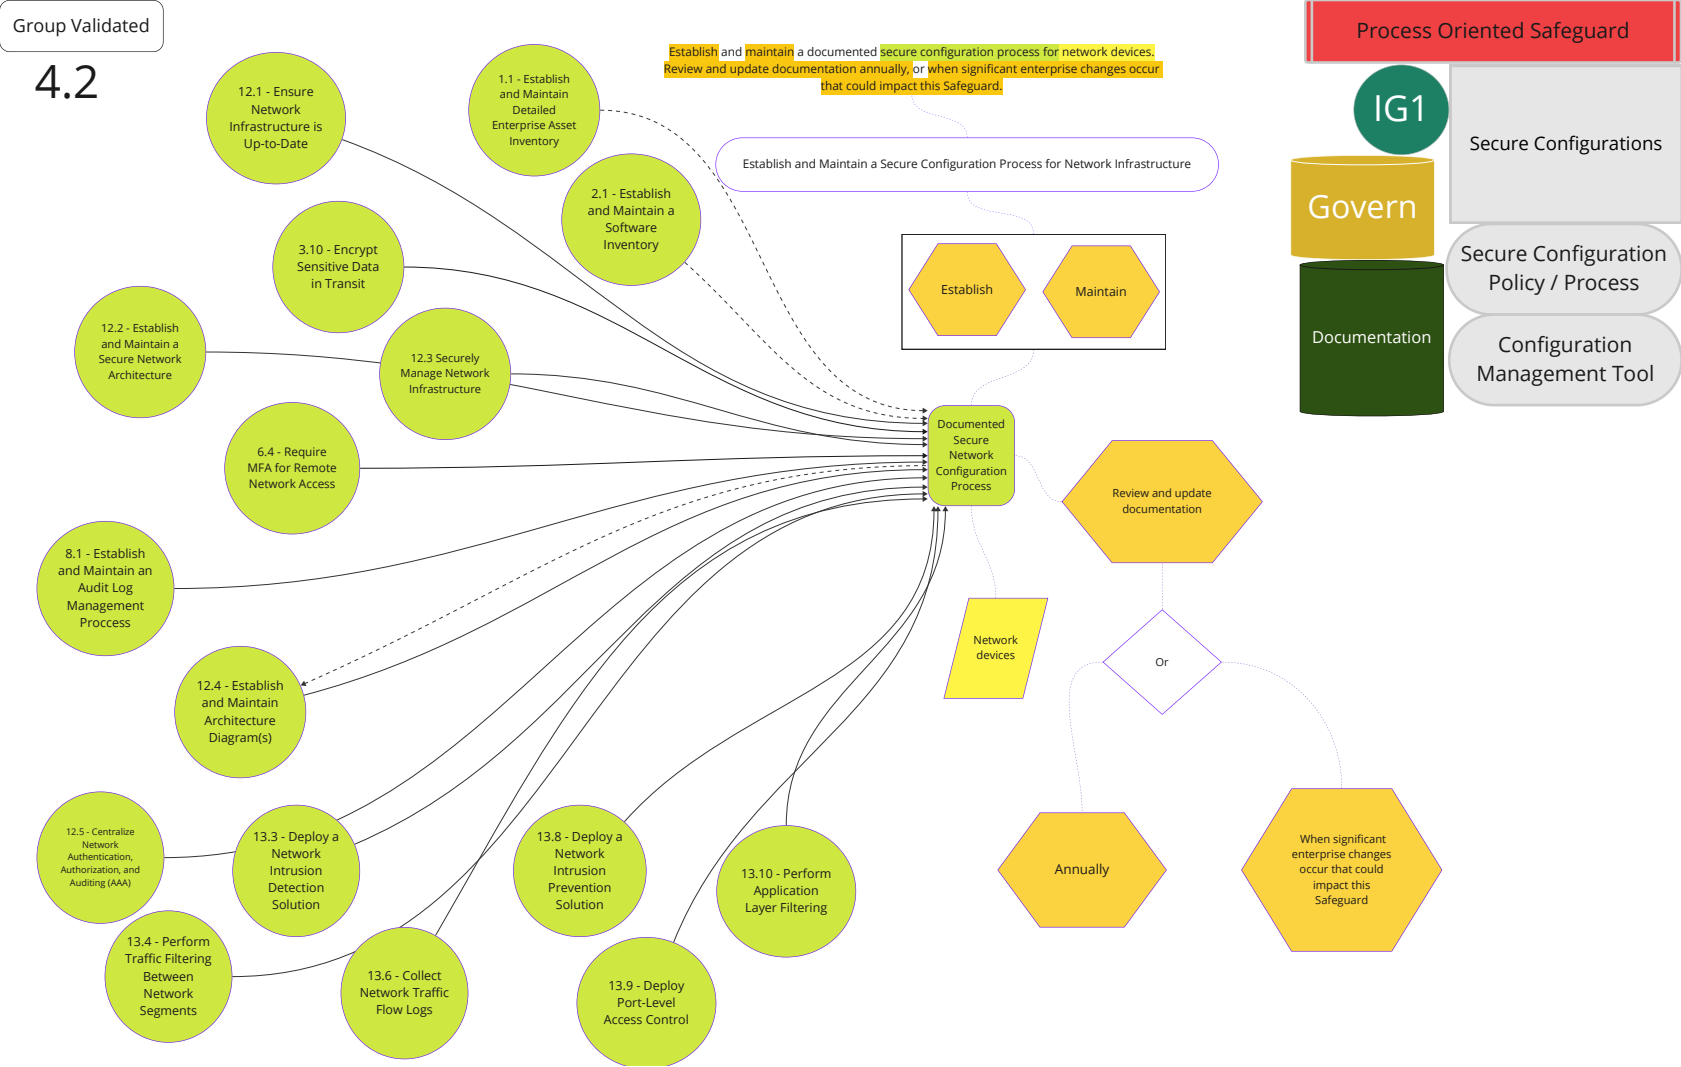 Group Validated
4.2
Establish and maintain a documented secure configuration process for network devices.
Review and update documentation annually, or when significant enterprise changes occur
that could impact this Safeguard.
Process Oriented Safeguard
IG1
Secure Configurations
Govern
Secure Configuration
Policy / Process
Documentation
Configuration
Management Tool
12.1 - Ensure
Network
Infrastructure is
Up-to-Date
1.1 - Establish
and Maintain
Detailed
Enterprise Asset
Inventory
2.1 - Establish
and Maintain a
Software
Inventory
Establish and Maintain a Secure Configuration Process for Network Infrastructure
3.10 - Encrypt
Sensitive Data
in Transit
Establish
Maintain
12.2 - Establish
and Maintain a
Secure Network
Architecture
12.3 Securely
Manage Network
Infrastructure
6.4 - Require
MFA for Remote
Network Access
Documented
Secure
Network
Configuration
Process
Review and update
documentation
8.1 - Establish
and Maintain an
Audit Log
Management
Proccess
Network
devices
Or
12.4 - Establish
and Maintain
Architecture
Diagram(s)
12.5 - Centralize
Network
Authentication,
Authorization, and
Auditing (AAA)
13.3 - Deploy a
Network
Intrusion
Detection
Solution
13.8 - Deploy a
Network
Intrusion
Prevention
Solution
13.10 - Perform
Application
Layer Filtering
Annually
When significant
enterprise changes
occur that could
impact this
Safeguard
13.4 - Perform
Traffic Filtering
Between
Network
Segments
13.6 - Collect
Network Traffic
Flow Logs
13.9 - Deploy
Port-Level
Access Control